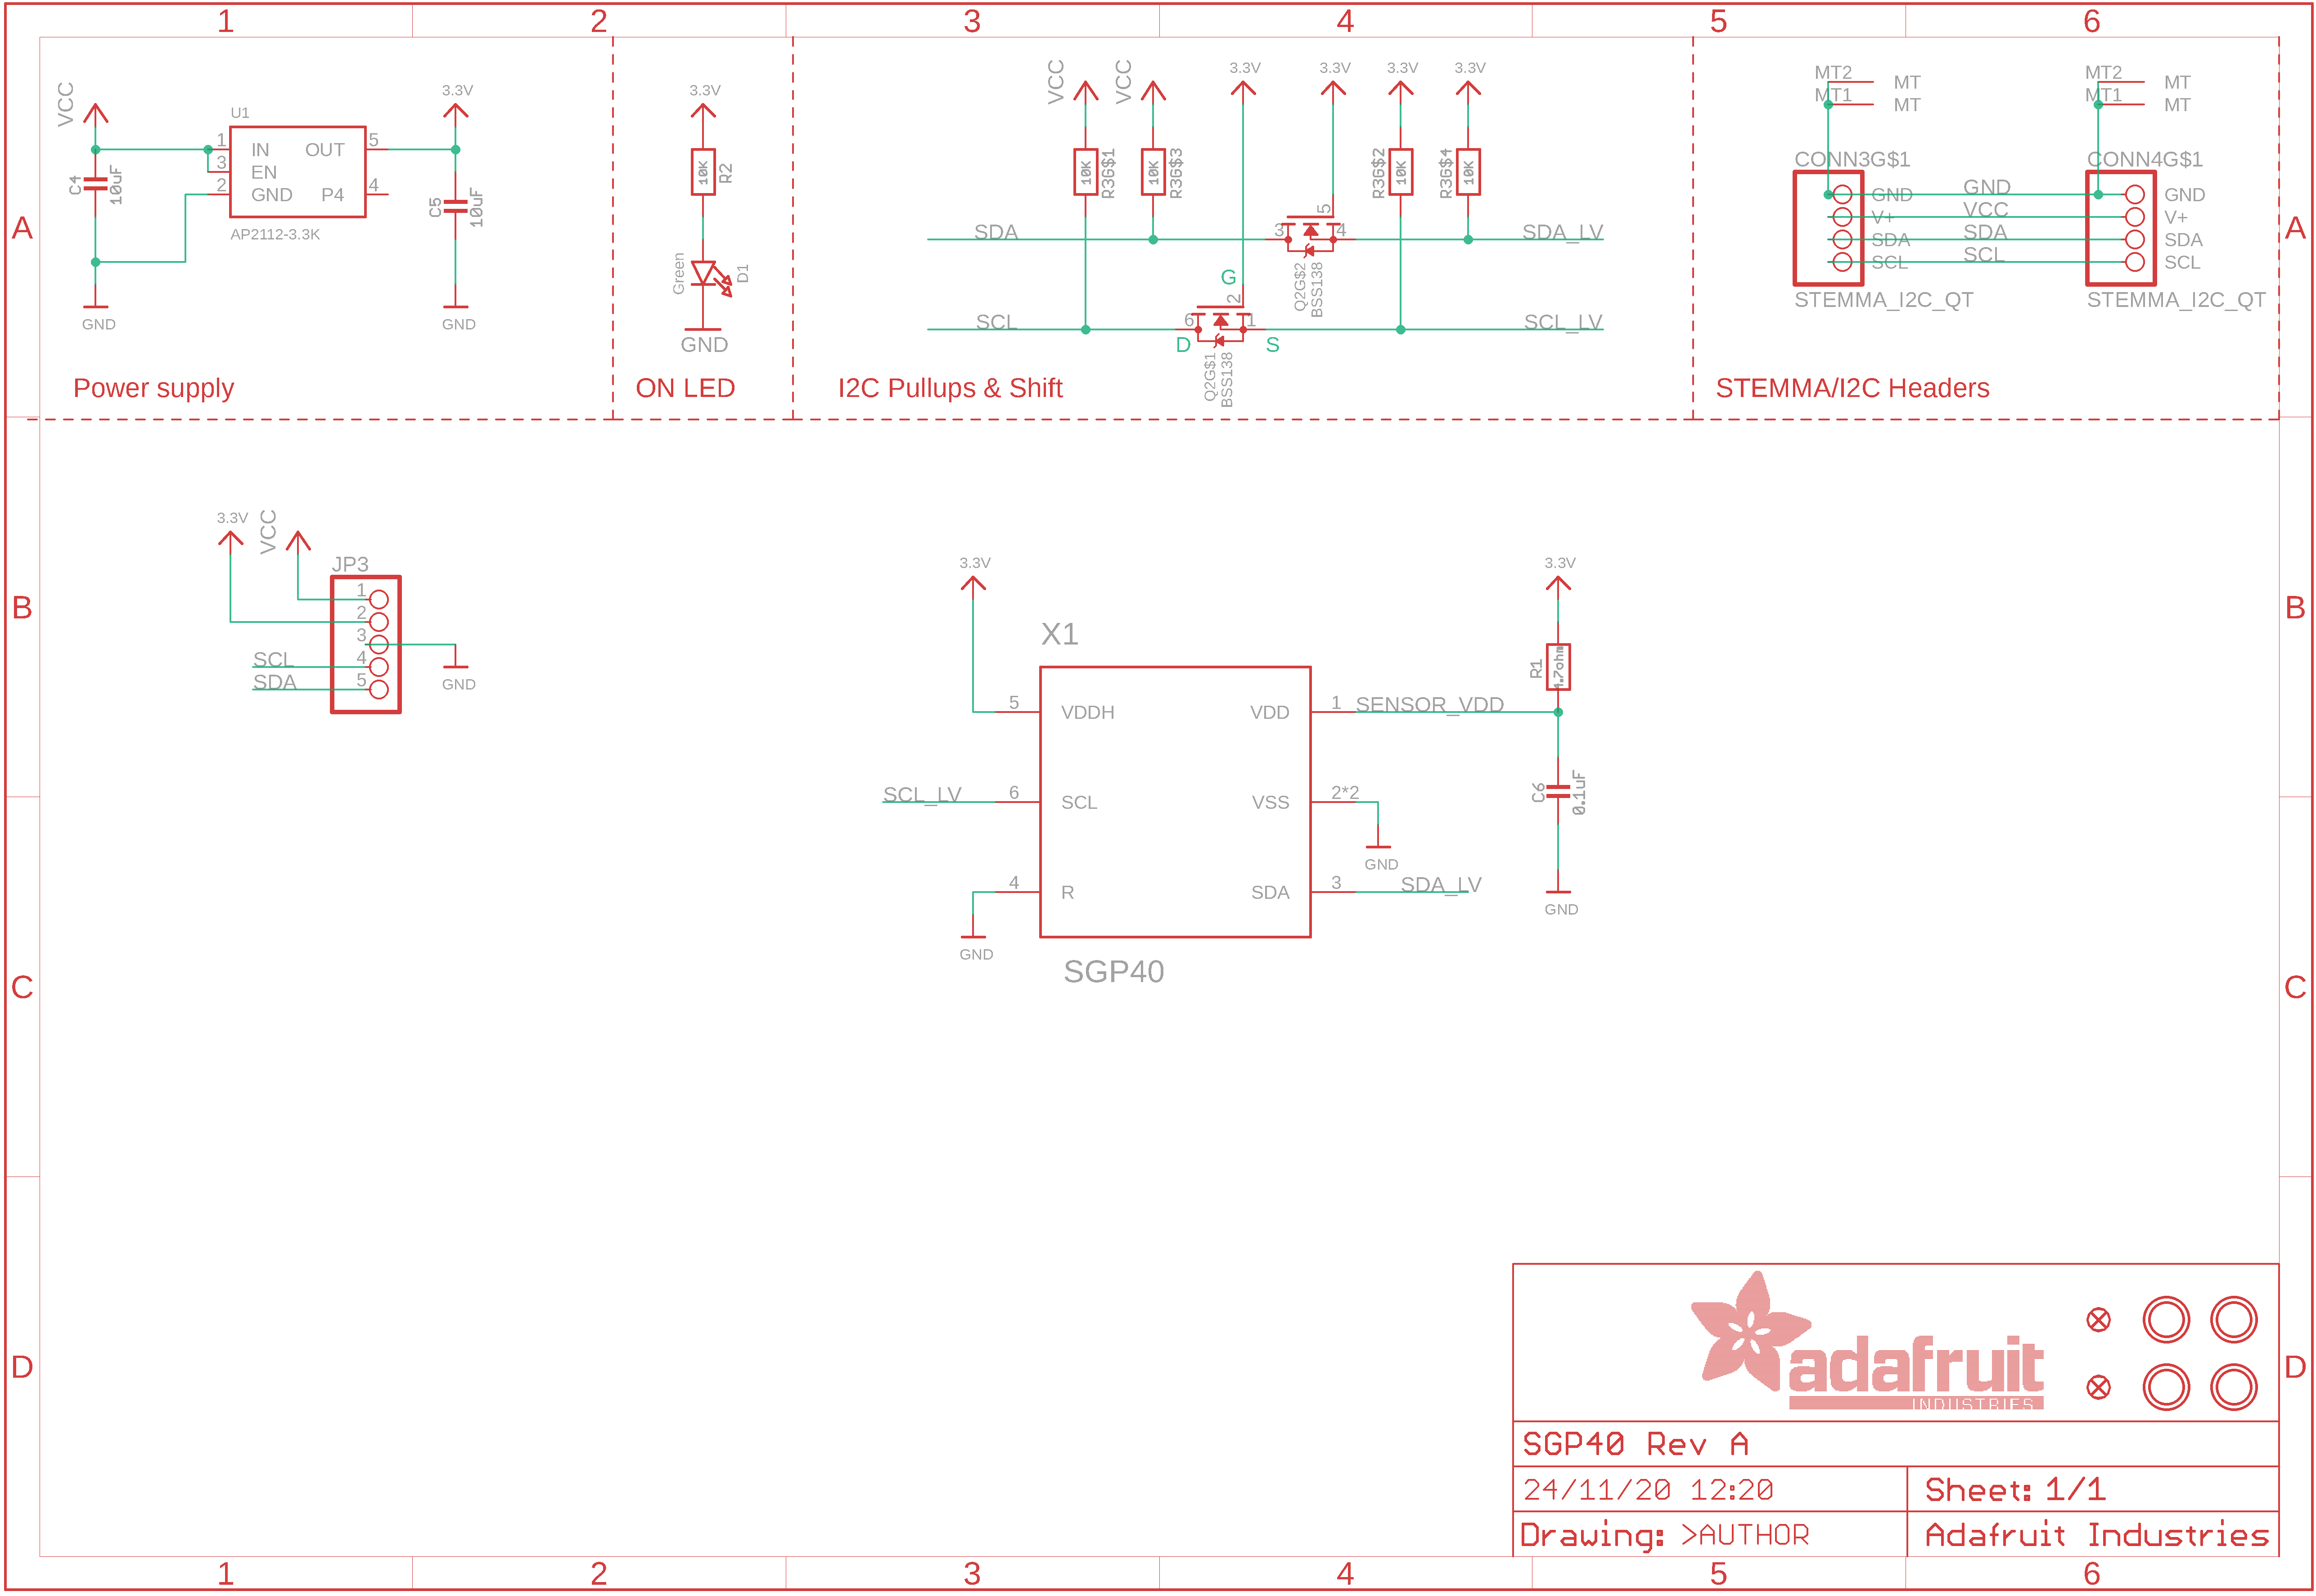 1 2 3 4 5 6
A
A
B
B
C
C
D
D
1 2 3 4 5 6
VCC
C4
10uF
GND
U1
1 IN
3 EN
2 GND
OUT 5
P4 4
AP2112-3.3K
3.3V
C5
10uF
GND
Power supply
3.3V
10K
R2
Green
D1
GND
ON LED
VCC
VCC
3.3V
3.3V
3.3V
3.3V
10K
R3G$1
10K
R3G$3
R3G$2
10K
R3G$4
10K
SDA
3
5
4
SDA_LV
Q2G$2
BSS138
G
2
SCL
6
1
SCL_LV
D
S
Q2G$1
BSS138
I2C Pullups & Shift
MT2 MT
MT1 MT
MT2 MT
MT1 MT
CONN3G$1
CONN4G$1
GND GND GND
V+ VCC V+
SDA SDA SDA
SCL SCL SCL
STEMMA_I2C_QT
STEMMA_I2C_QT
STEMMA/I2C Headers
3.3V
VCC
JP3
1
2
3
SCL 4
SDA 5
GND
3.3V
X1
5 VDDH
SCL_LV 6 SCL
4 R
GND
VDD 1 SENSOR_VDD
VSS 2*2
GND
SDA 3 SDA_LV
SGP40
3.3V
R1
4.7ohm
C6
0.1uF
GND
adafruit
INDUSTRIES
SGP40 Rev A
24/11/20 12:20
Sheet: 1/1
Drawing: >AUTHOR
Adafruit Industries